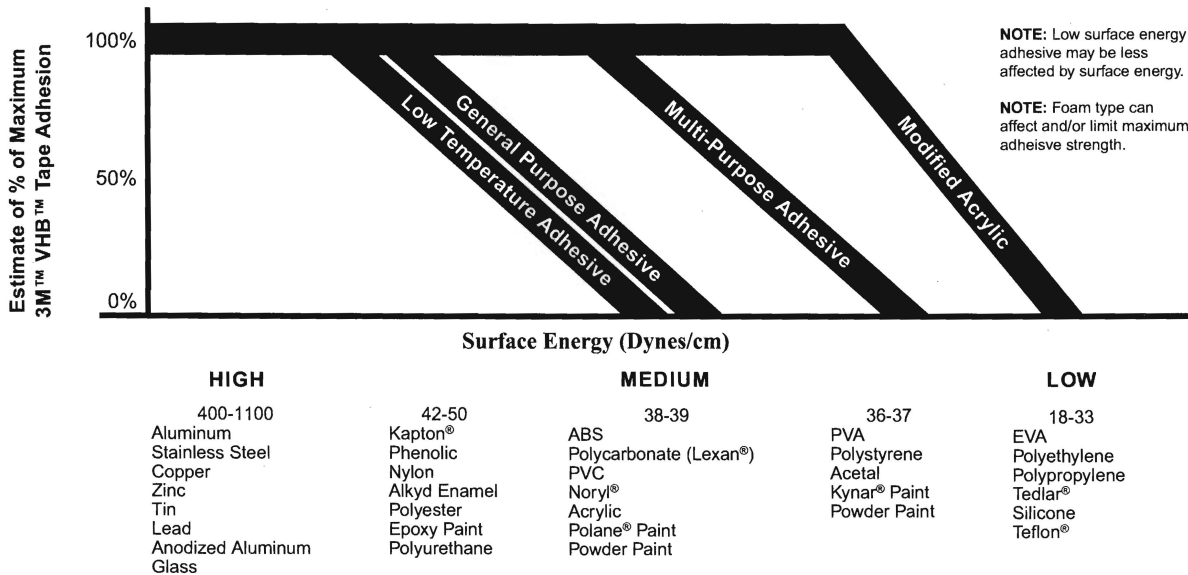 Estimate of % of Maximum
3M™ VHB™ Tape Adhesion
100%
50%
0%
Low Temperature Adhesive
General Purpose Adhesive
Multi-Purpose Adhesive
Modified Acrylic
NOTE: Low surface energy
adhesive may be less
affected by surface energy.
NOTE: Foam type can
affect and/or limit maximum
adheisve strength.
Surface Energy (Dynes/cm)
HIGH
400-1100
Aluminum
Stainless Steel
Copper
Zinc
Tin
Lead
Anodized Aluminum
Glass
42-50
Kapton®
Phenolic
Nylon
Alkyd Enamel
Polyester
Epoxy Paint
Polyurethane
MEDIUM
38-39
ABS
Polycarbonate (Lexan®)
PVC
Noryl®
Acrylic
Polane® Paint
Powder Paint
36-37
PVA
Polystyrene
Acetal
Kynar® Paint
Powder Paint
LOW
18-33
EVA
Polyethylene
Polypropylene
Tedlar®
Silicone
Teflon®